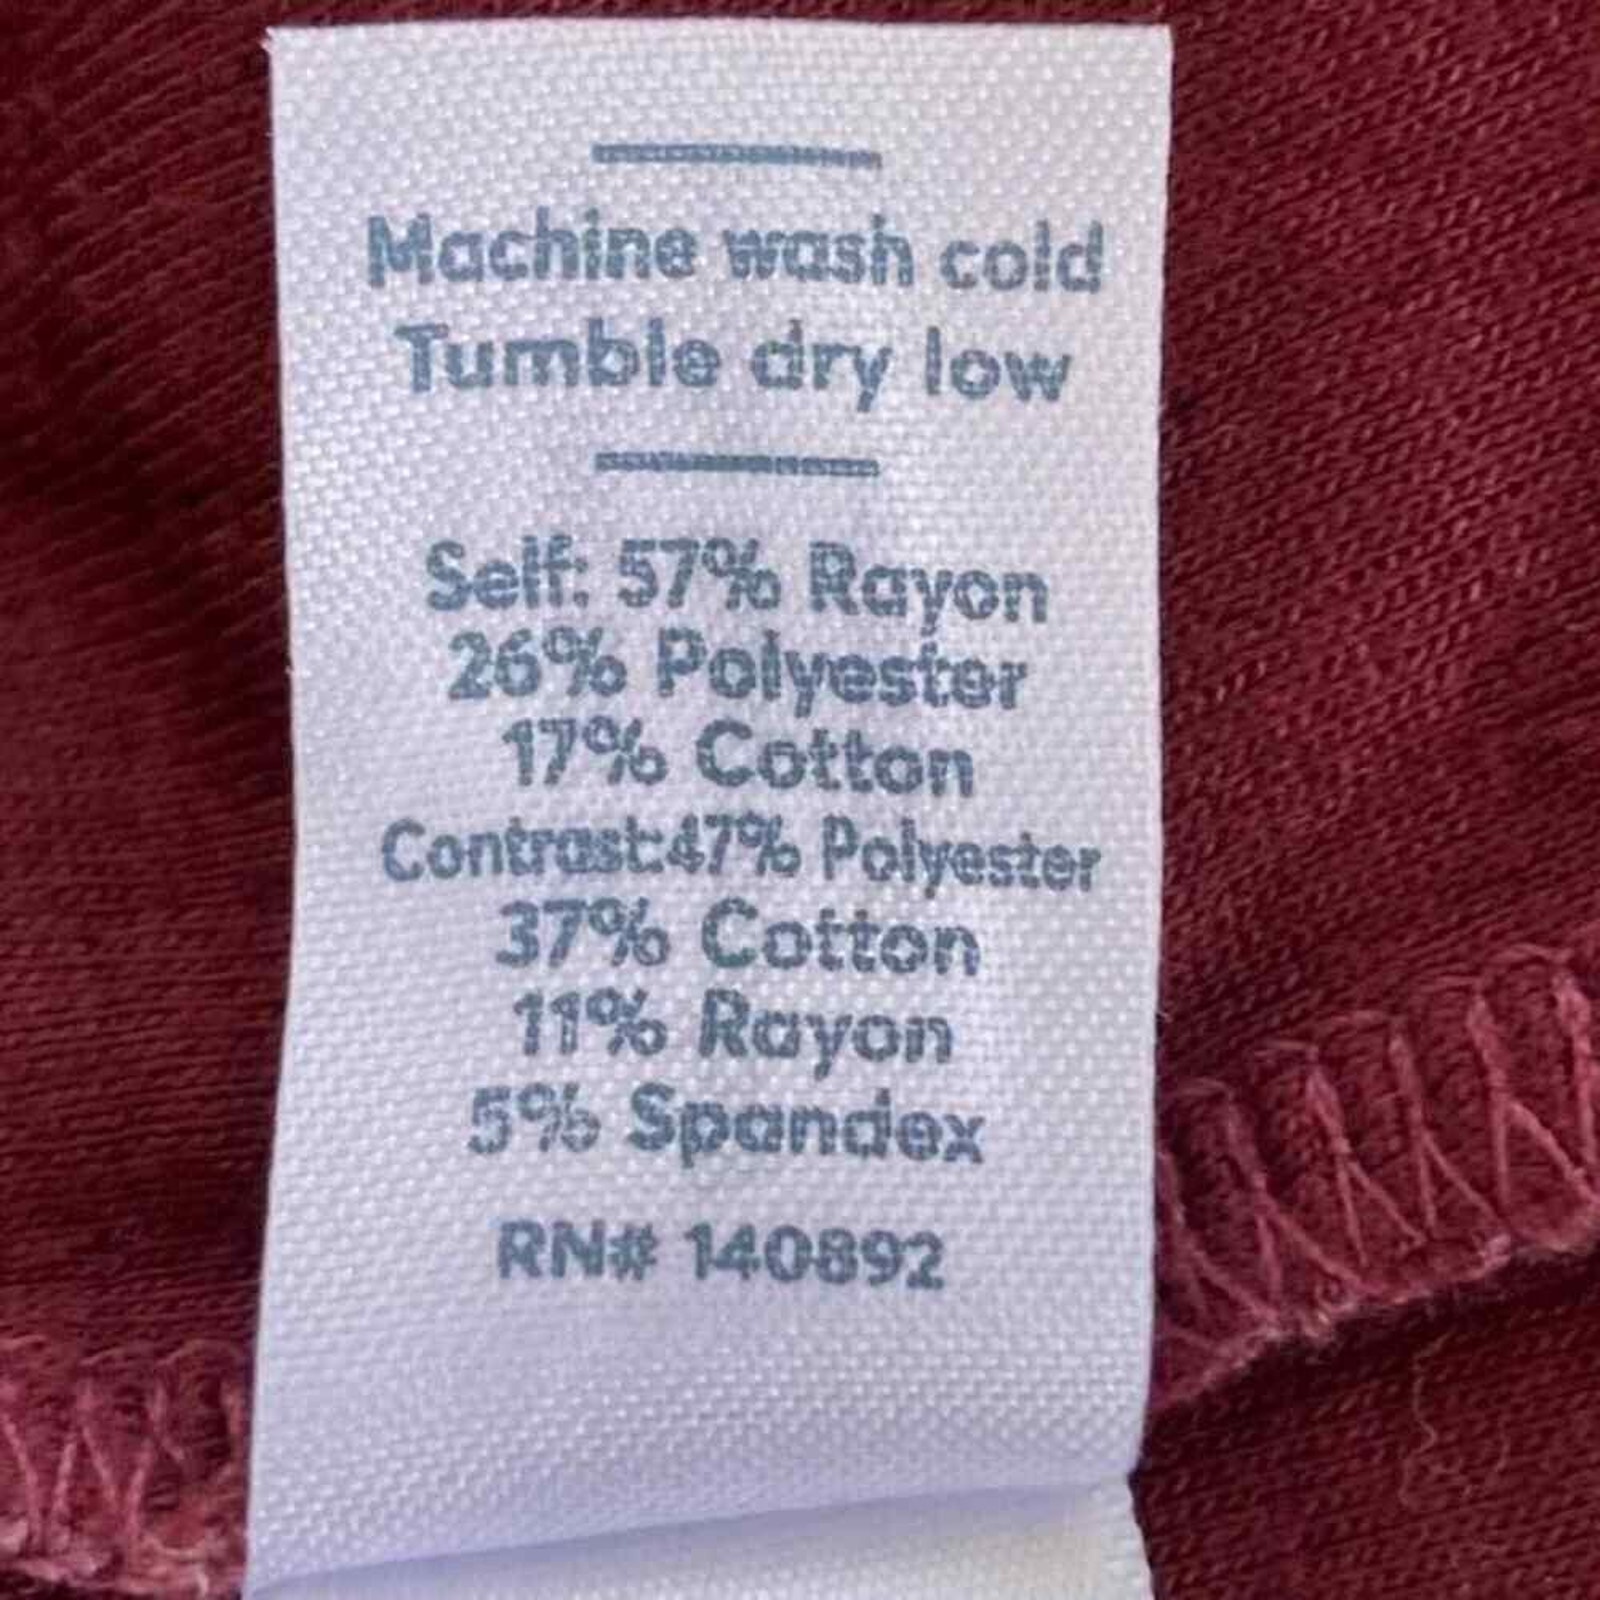 Machine wash cold
Tumble dry low
Self: 57% Rayon
26% Polyester
17% Cotton
Contrast:47% Polyester
37% Cotton
11% Rayon
5% Spandex
RN# 140892